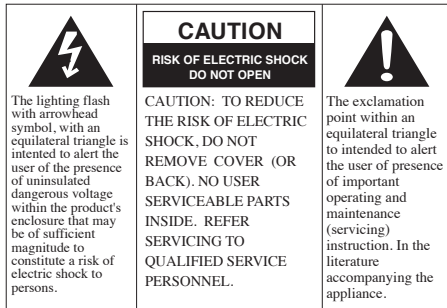 The lighting flash
with arrowhead
symbol, with an
equilateral triangle is
intented to alert the
user of the presence
of uninsulated
dangerous voltage
within the product's
enclosure that may
be of sufficient
magnitude to
constitute a risk of
electric shock to
persons.
CAUTION
RISK OF ELECTRIC SHOCK
DO NOT OPEN
CAUTION: TO REDUCE
THE RISK OF ELECTRIC
SHOCK, DO NOT
REMOVE COVER (OR
BACK). NO USER
SERVICEABLE PARTS
INSIDE. REFER
SERVICING TO
QUALIFIED SERVICE
PERSONNEL.
The exclamation
point within an
equilateral triangle
to intended to alert
the user of presence
of important
operating and
maintenance
(servicing)
instruction. In the
literature
accompanying the
appliance.